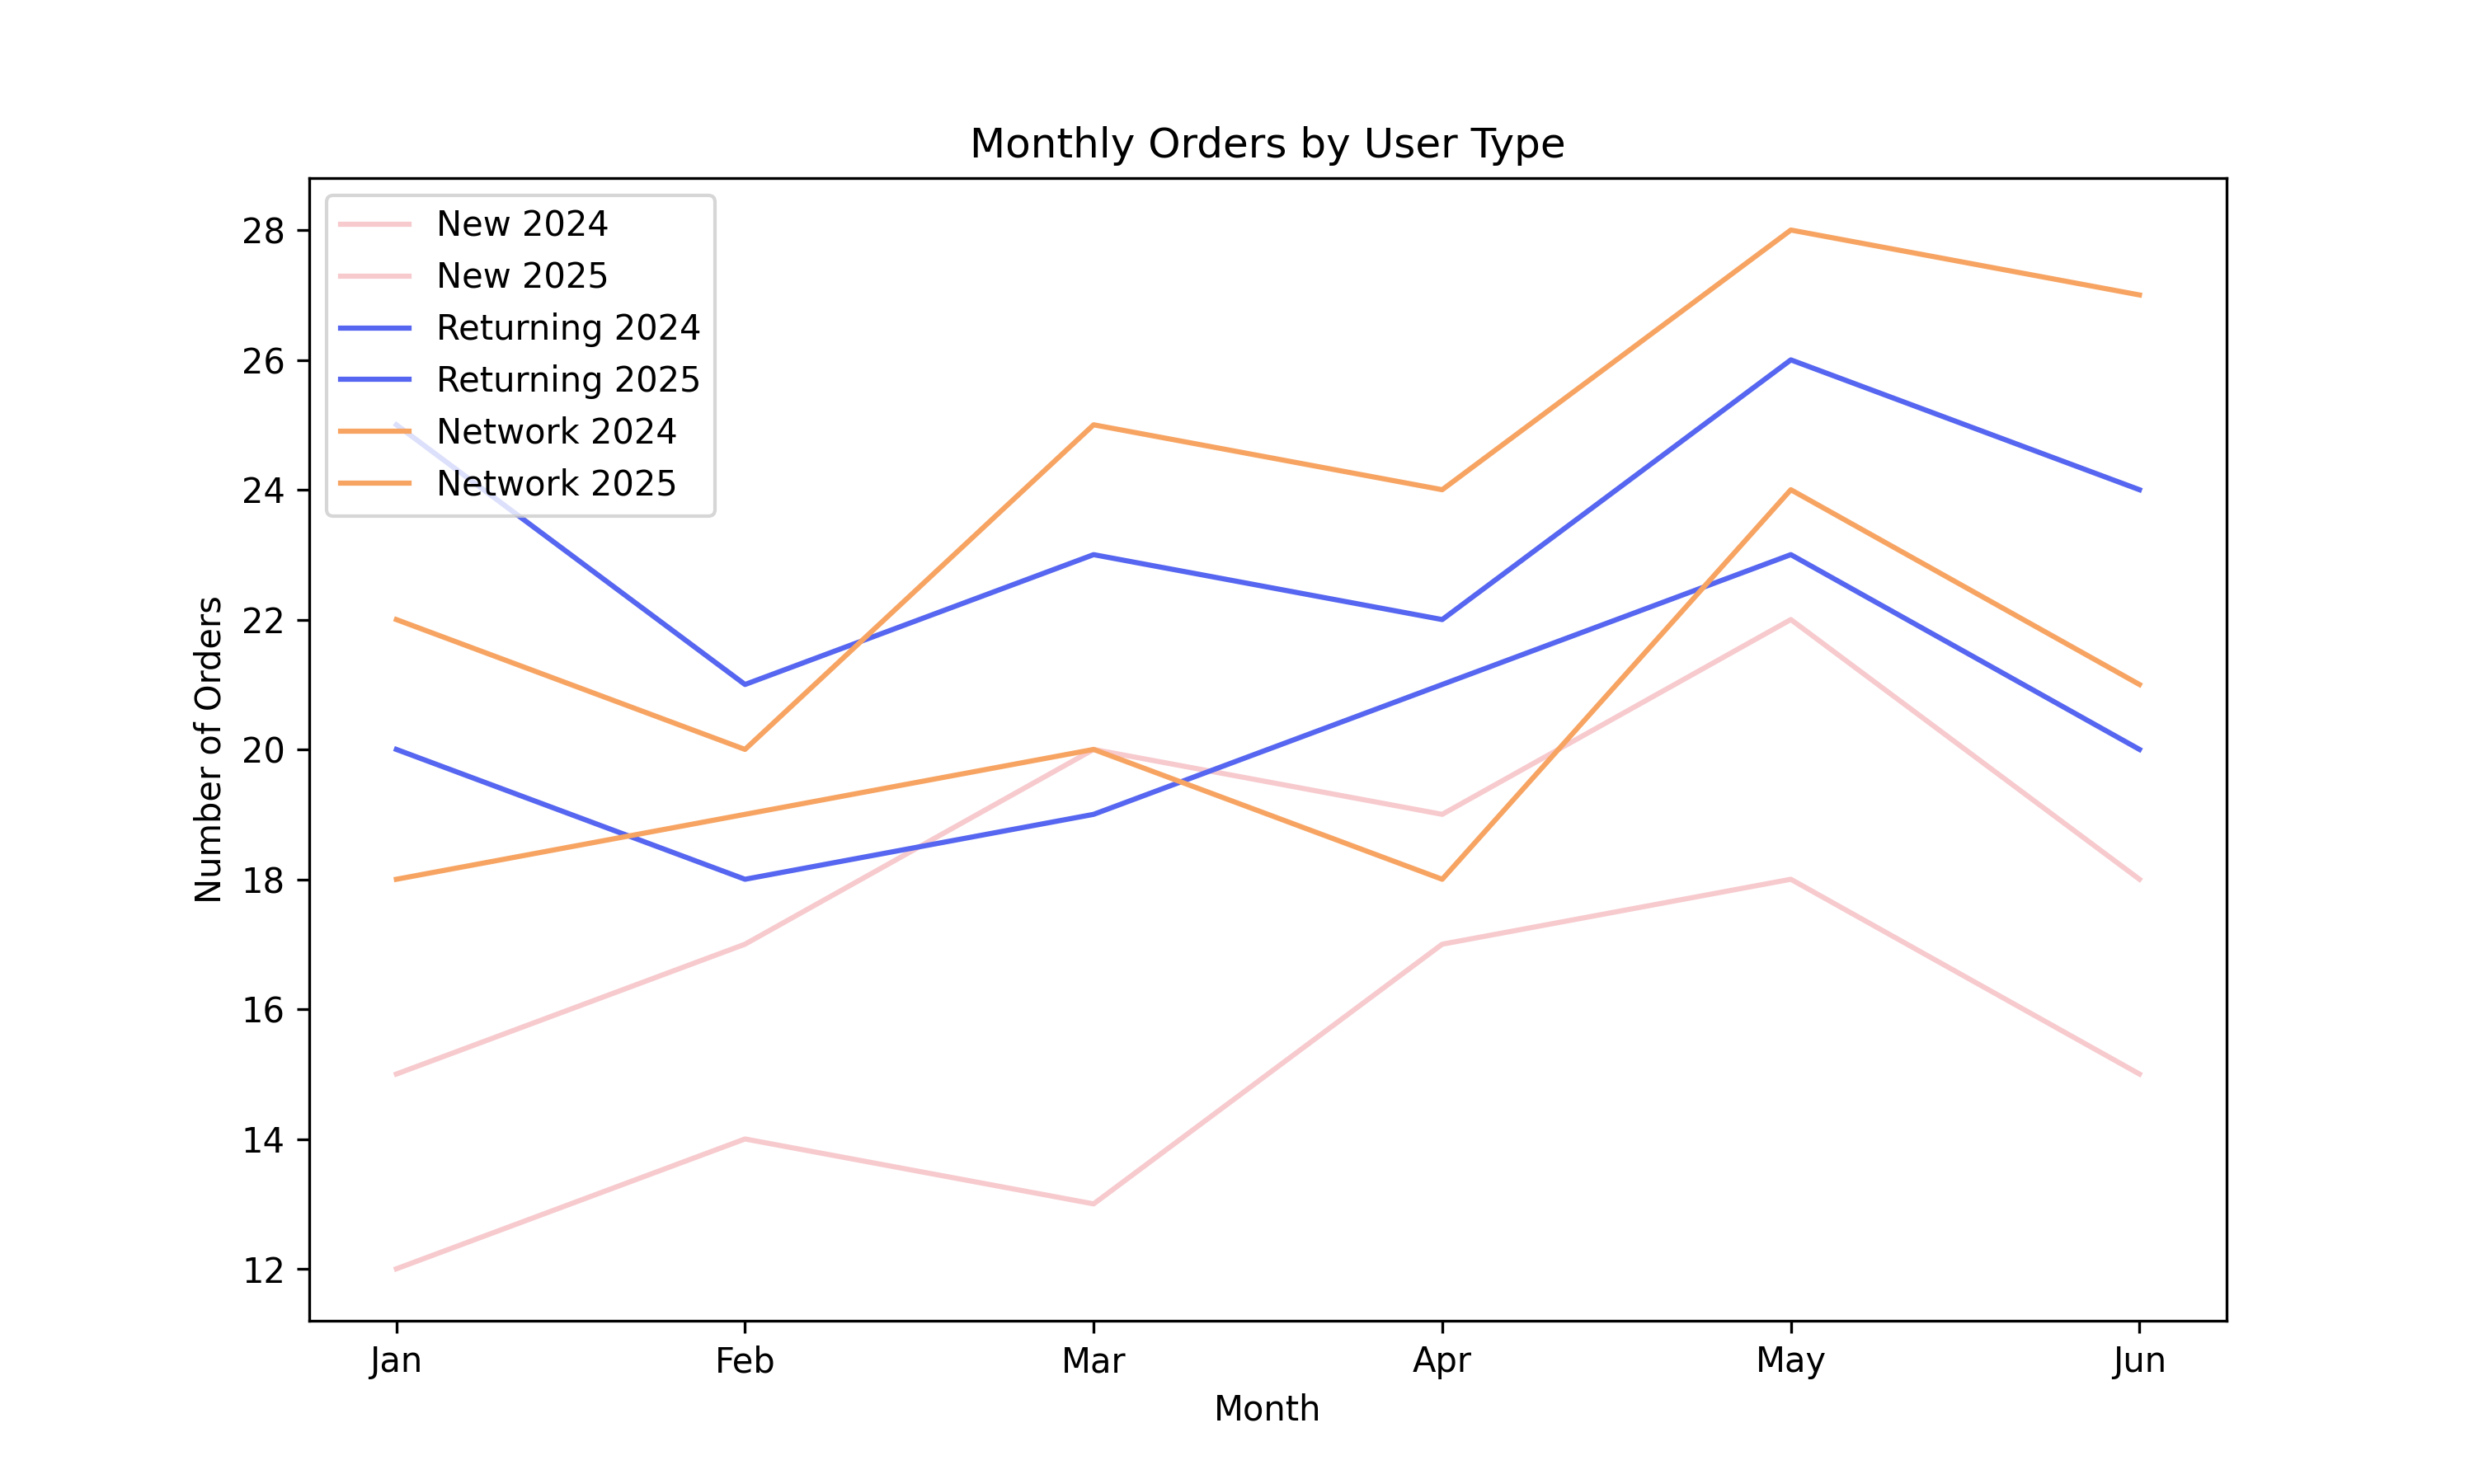 Monthly Orders by User Type
New 2024
New 2025
Returning 2024
Returning 2025
Network 2024
Network 2025
Number of Orders
28
26
24
22
20
18
16
14
12
Jan Feb Mar Apr May Jun
Month